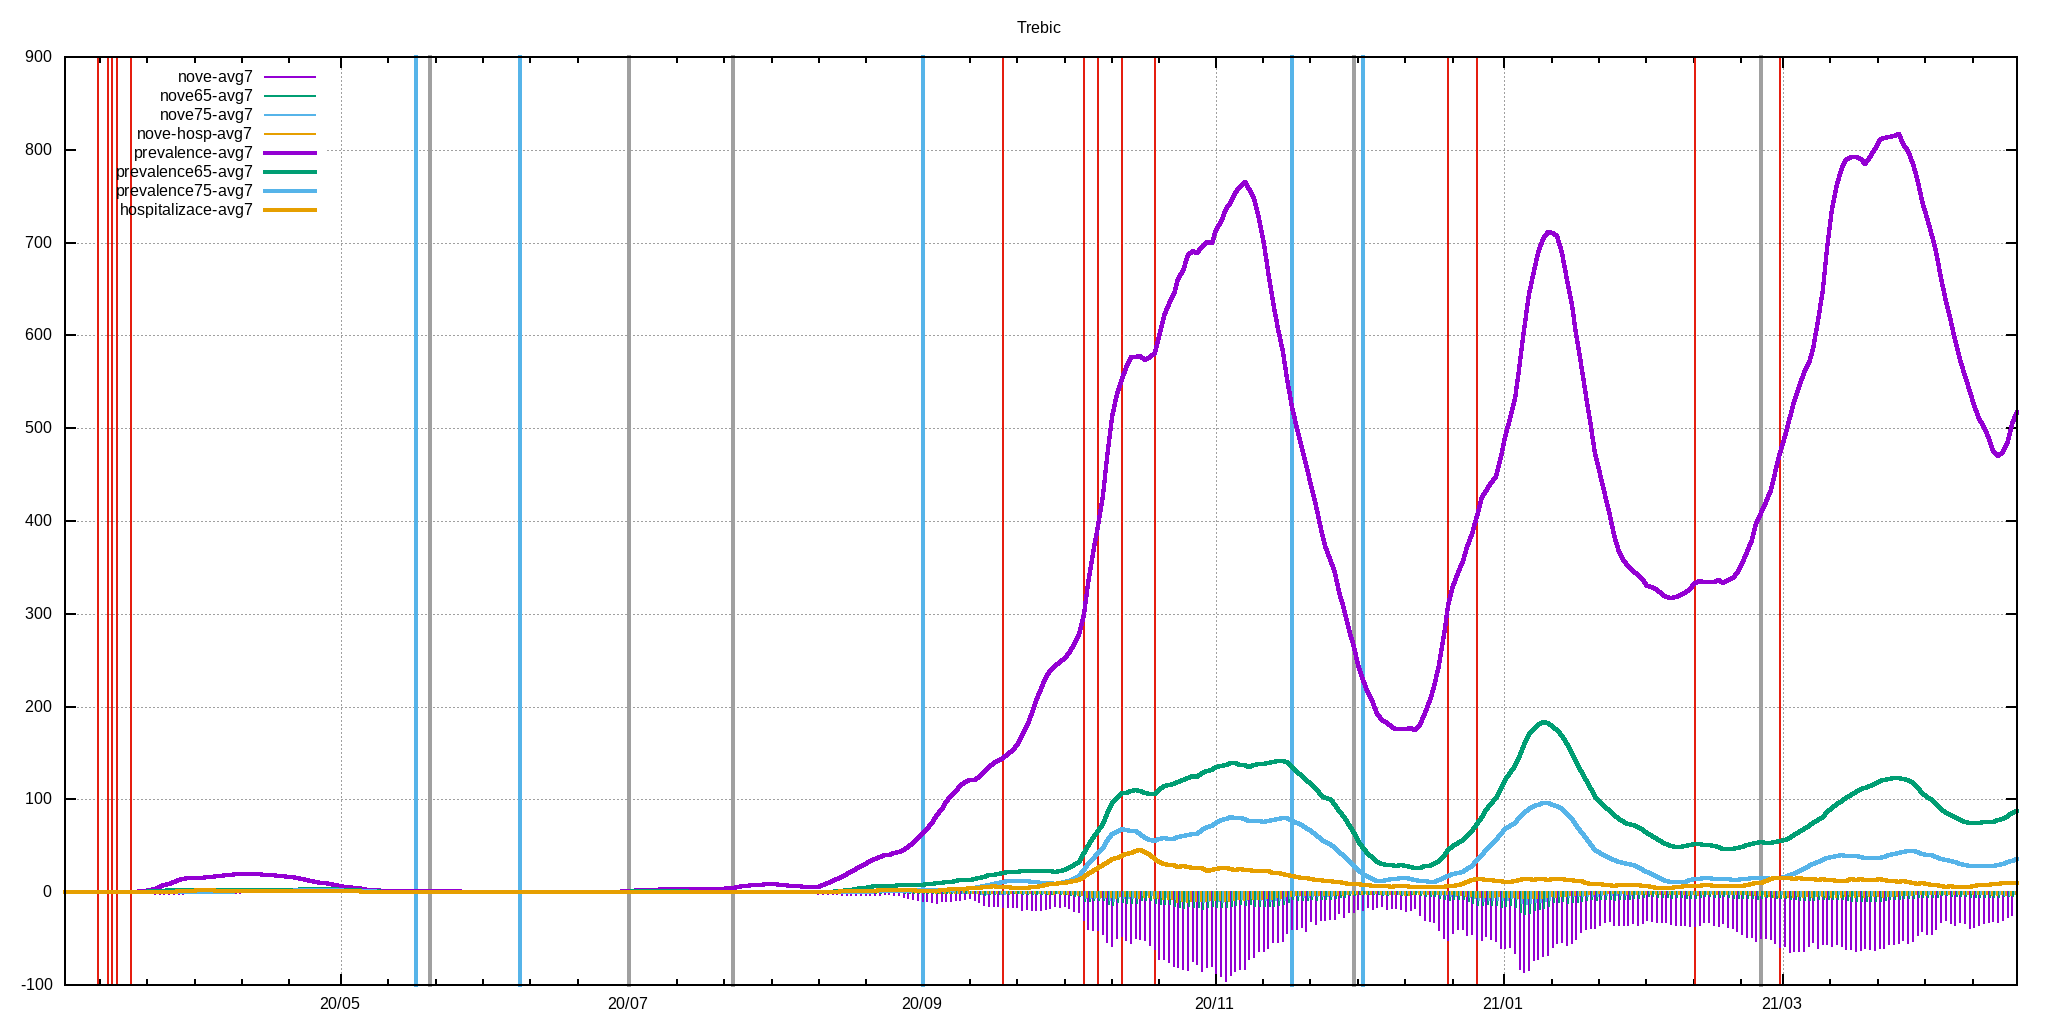 Trebic
900
800
700
600
500
400
300
200
100
0
-100
nove-avg7
nove65-avg7
nove75-avg7
nove-hosp-avg7
prevalence-avg7
prevalence65-avg7
prevalence75-avg7
hospitalizace-avg7
20/05
20/07
20/09
20/11
21/01
21/03